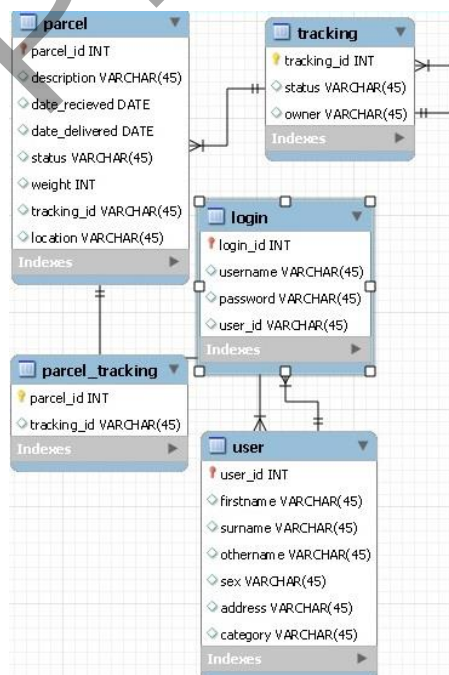 parcel
parcel_id INT
description VARCHAR(45)
date_recieved DATE
date_delivered DATE
status VARCHAR(45)
weight INT
tracking_id VARCHAR(45)
location VARCHAR(45)
Indexes
tracking
tracking_id INT
status VARCHAR(45)
owner VARCHAR(45)
Indexes
login
login_id INT
username VARCHAR(45)
password VARCHAR(45)
user_id VARCHAR(45)
Indexes
parcel_tracking
parcel_id INT
tracking_id VARCHAR(45)
Indexes
user
user_id INT
firstname VARCHAR(45)
surname VARCHAR(45)
othername VARCHAR(45)
sex VARCHAR(45)
address VARCHAR(45)
category VARCHAR(45)
Indexes